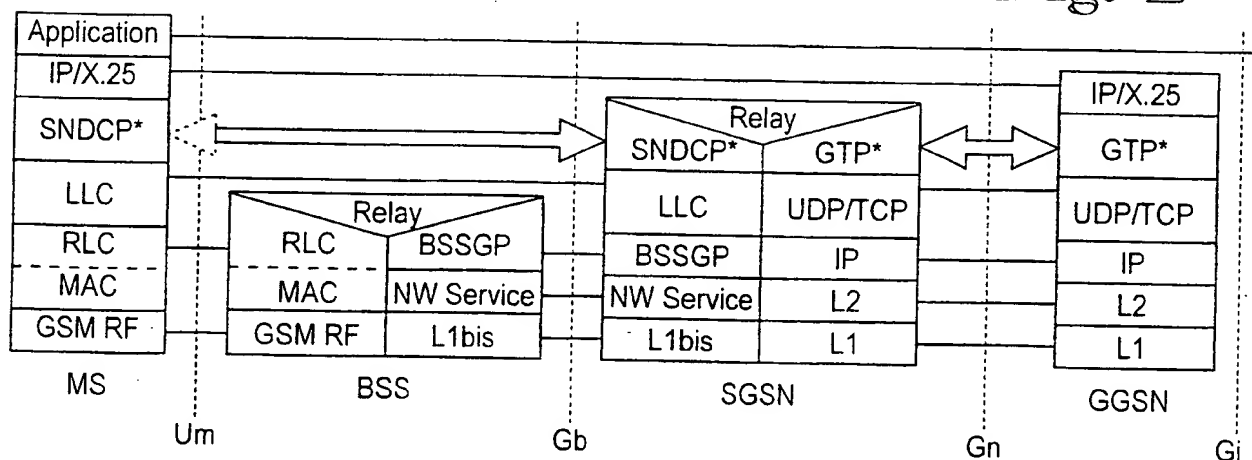 Application
IP/X.25
SNDCP*
LLC
RLC
MAC
GSM RF
MS
Um
Relay
RLC
BSSGP
MAC
NW Service
GSM RF
L1bis
BSS
Gb
Relay
SNDCP*
GTP*
LLC
UDP/TCP
BSSGP
IP
NW Service
L2
L1bis
L1
SGSN
Gn
IP/X.25
GTP*
UDP/TCP
IP
L2
L1
GGSN
Gi